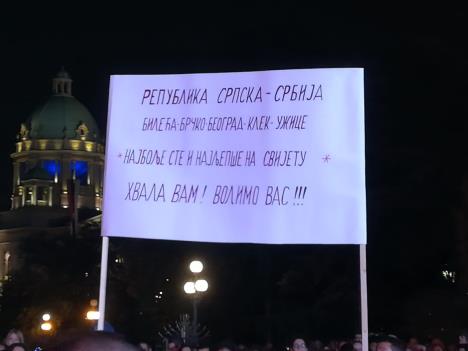 РЕПУБЛИКА СРПСКА-СРБИЈА
БИЛЕЋА-БРЧКО-БЕОГРАД-КЛЕК-УЖИЦЕ
* НАЈБОЉЕ СТЕ И НАЈЉЕПШЕ НА СВИЈЕТУ *
ХВАЛА ВАМ! ВОЛИМО ВАС!!!